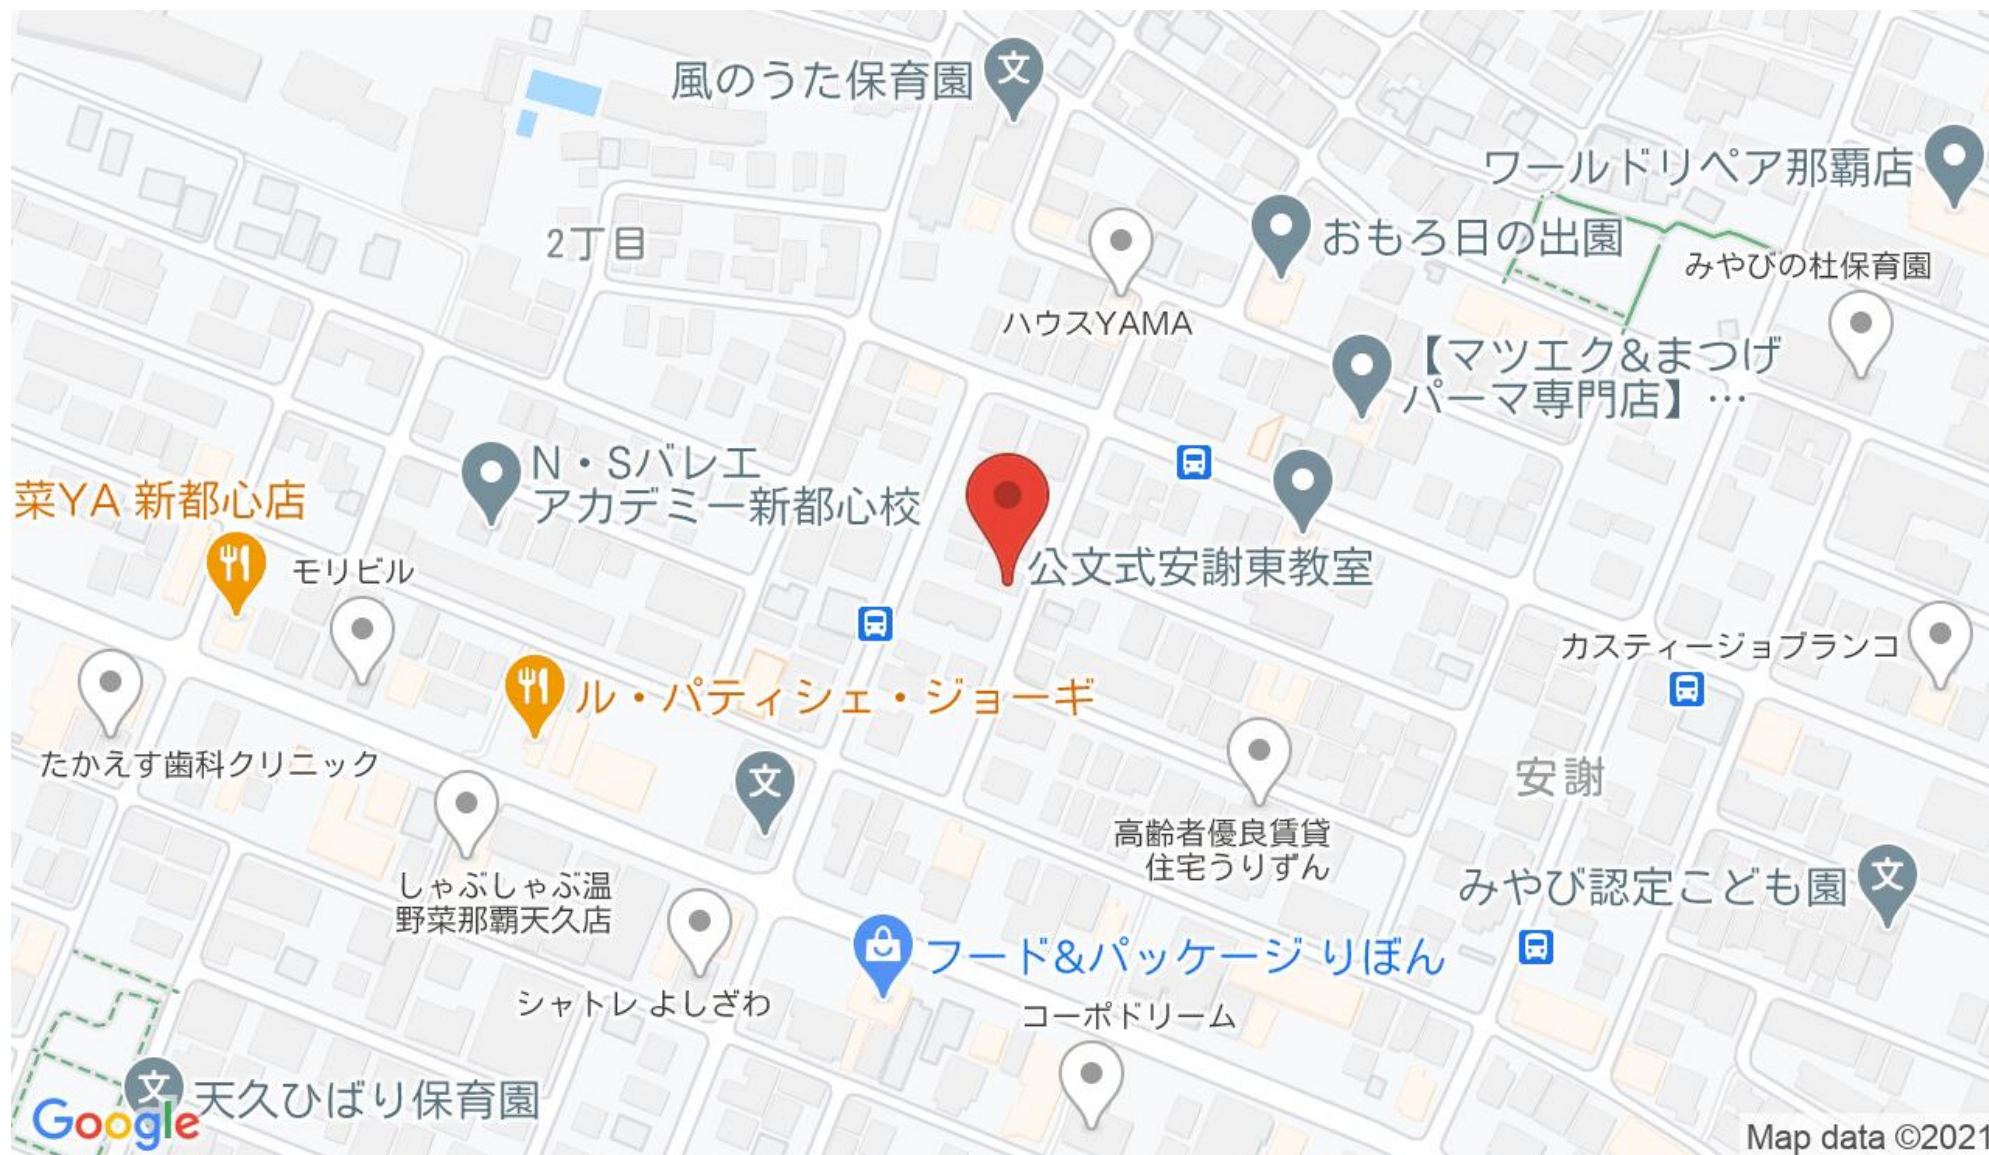 風のうた保育園
文
ワールドリペア那覇店
2丁目
おもろ日の出園
みやびの杜保育園
ハウスYAMA
【マツエク&まつげ
パーマ専門店】…
N・Sバレエ
アカデミー新都心校
菜YA 新都心店
モリビル
公文式安謝東教室
カスティージョブランコ
ル・パティシェ・ジョーギ
たかえす歯科クリニック
文
安謝
高齢者優良賃貸
住宅うりずん
しゃぶしゃぶ温
野菜那覇天久店
みやび認定こども園
文
フード&パッケージ りぼん
シャトレ よしざわ
コーポドリーム
文
天久ひばり保育園
Google
Map data ©2021